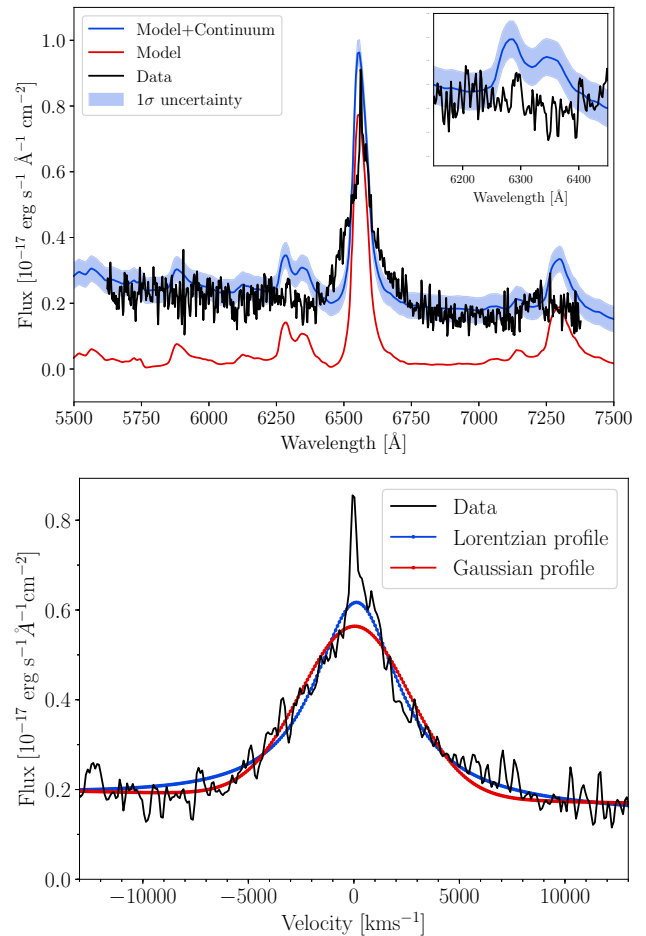 Model+Continuum
Model
Data
1σ uncertainty
Flux [10⁻¹⁷ erg s⁻¹ Å⁻¹ cm⁻²]
1.0
0.8
0.6
0.4
0.2
0.0
5500 5750 6000 6250 6500 6750 7000 7250 7500
Wavelength [Å]
6200 6300 6400
Wavelength [Å]
Data
Lorentzian profile
Gaussian profile
Flux [10⁻¹⁷ erg s⁻¹Å⁻¹cm⁻²]
0.8
0.6
0.4
0.2
0.0
−10000 −5000 0 5000 10000
Velocity [kms⁻¹]